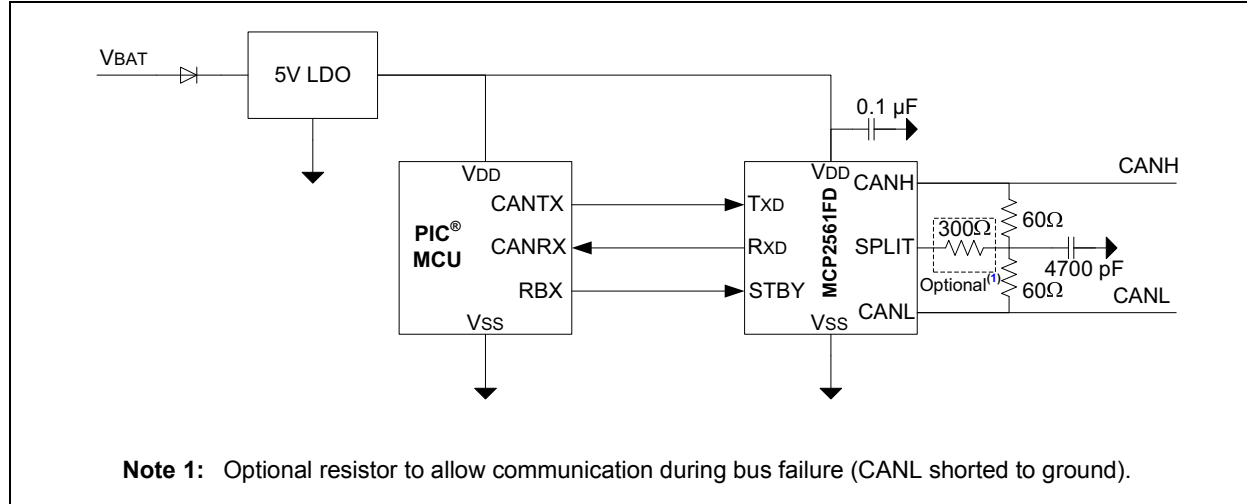 VBAT
5V LDO
0.1 µF
VDD
CANTX
CANRX
RBX
VSS
PIC®
MCU
VDD
TXD
RXD
STBY
VSS
MCP2561FD
CANH
SPLIT
CANL
CANH
60Ω
300Ω
Optional(1)
4700 pF
60Ω
CANL
Note 1: Optional resistor to allow communication during bus failure (CANL shorted to ground).